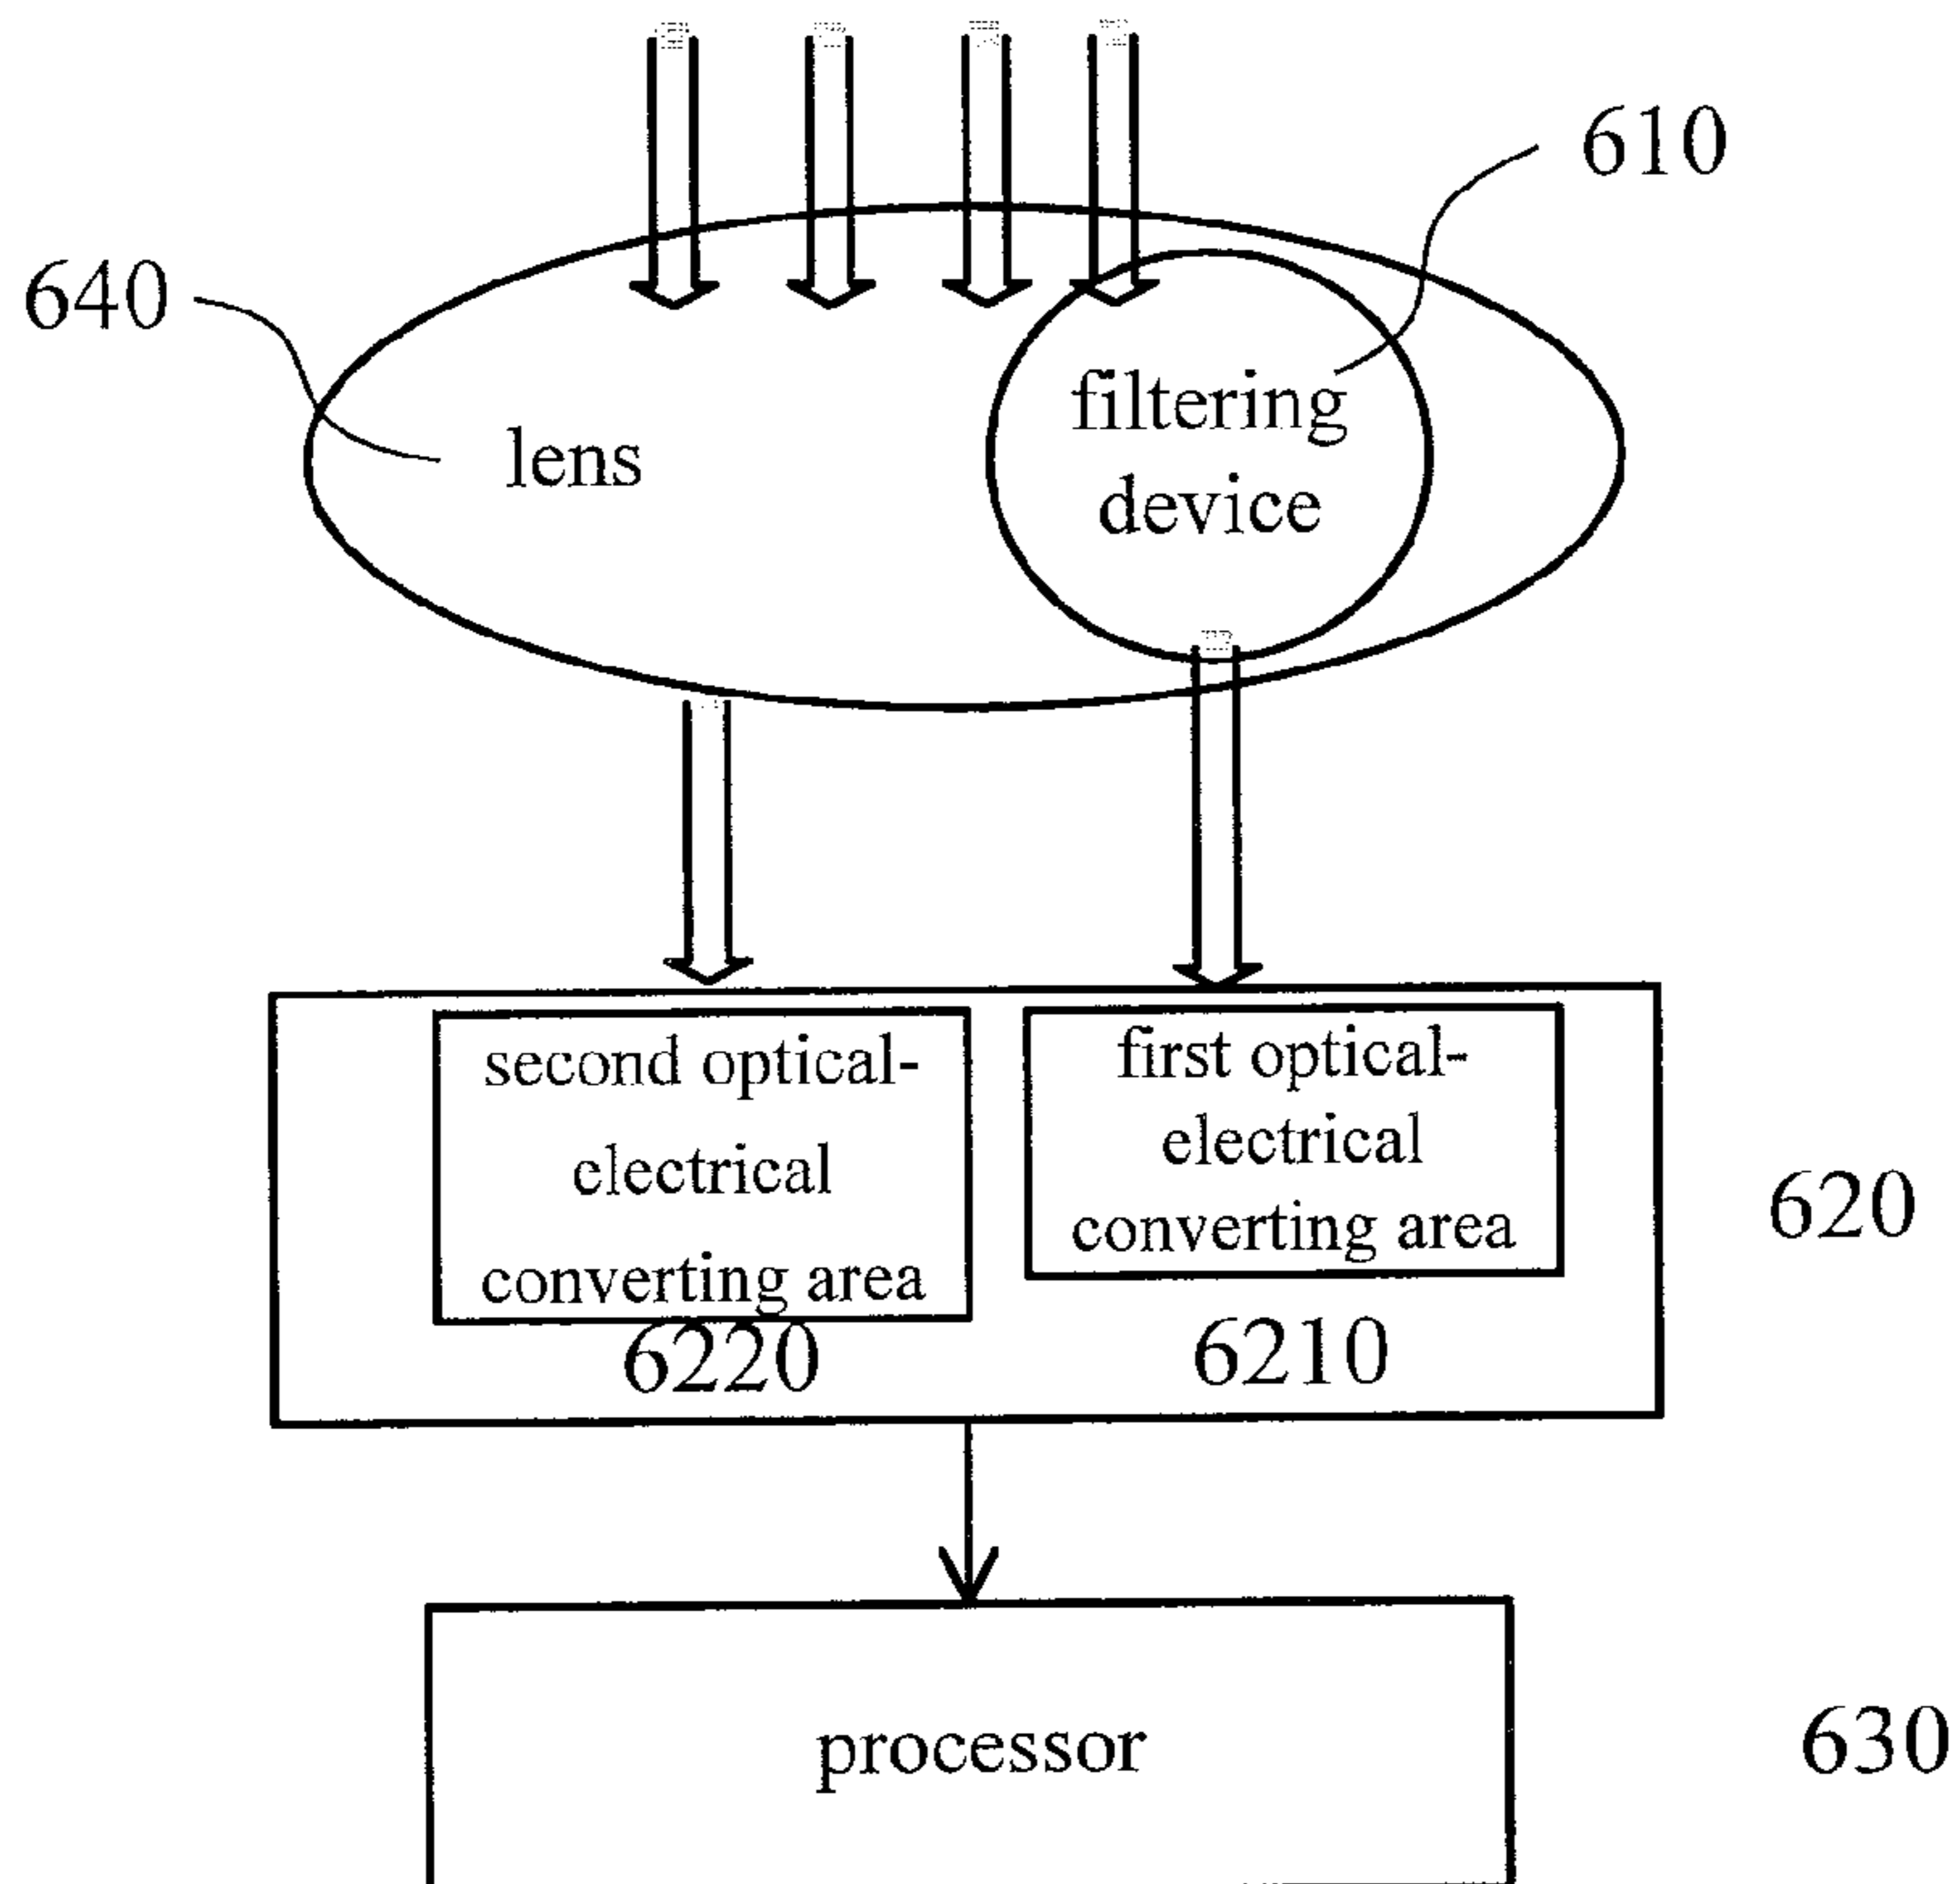 610
640
filtering
device
lens
second optical-
electrical
converting area
6220
first optical-
electrical
converting area
6210
620
processor
630